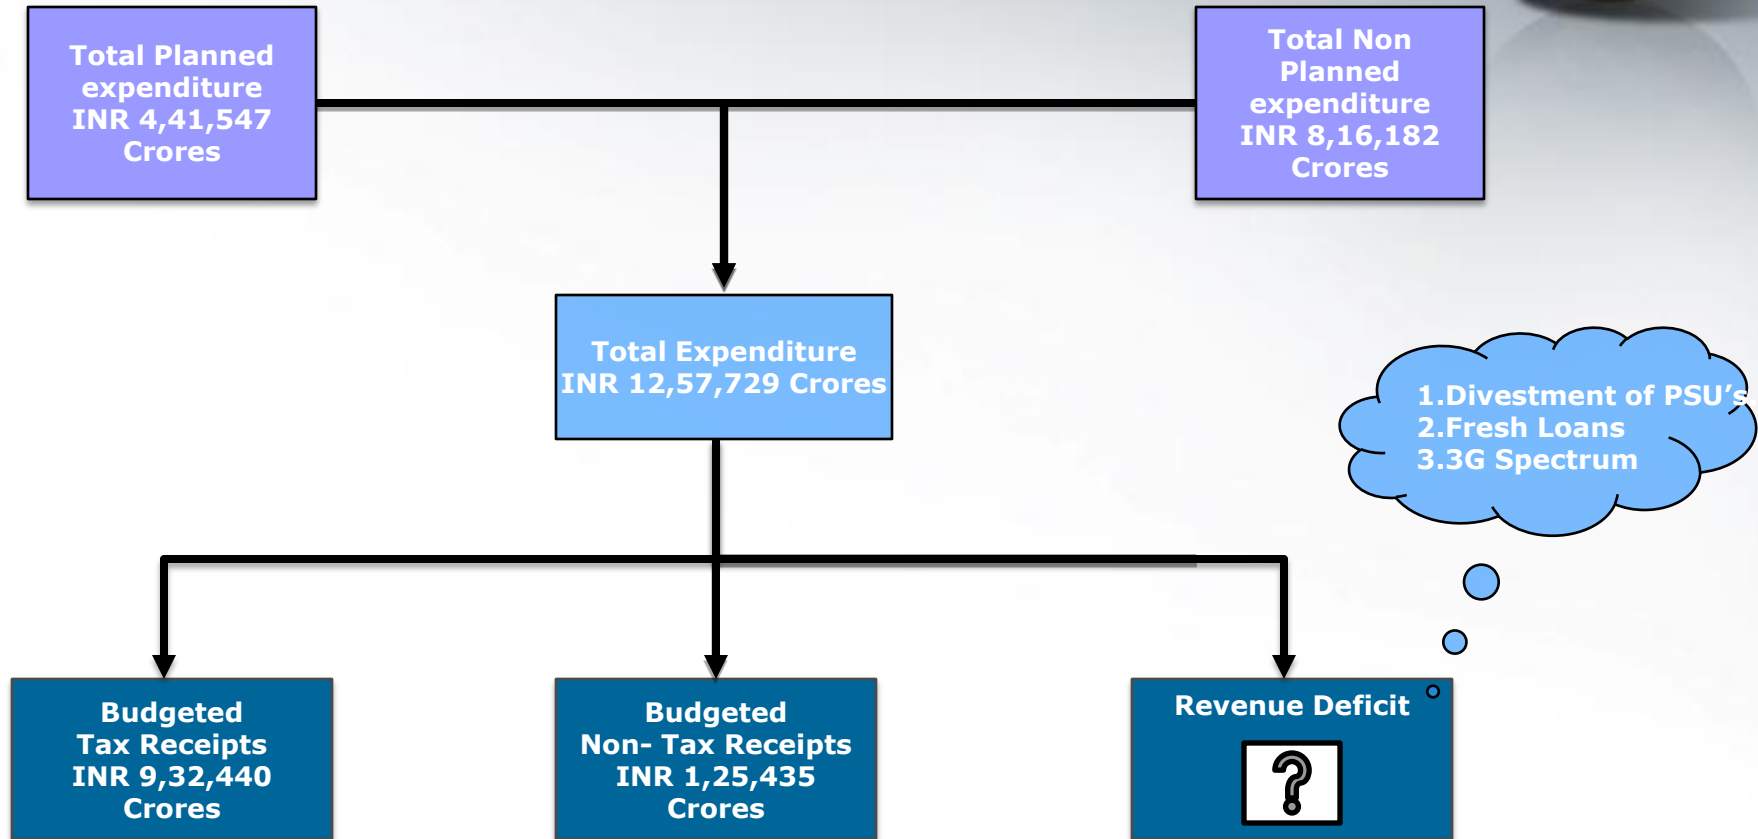 Total Planned
expenditure
INR 4,41,547
Crores
Total Non
Planned
expenditure
INR 8,16,182
Crores
Total Expenditure
INR 12,57,729 Crores
1.Divestment of PSU’s.
2.Fresh Loans
3.3G Spectrum
Budgeted
Tax Receipts
INR 9,32,440
Crores
Budgeted
Non- Tax Receipts
INR 1,25,435
Crores
Revenue Deficit
?